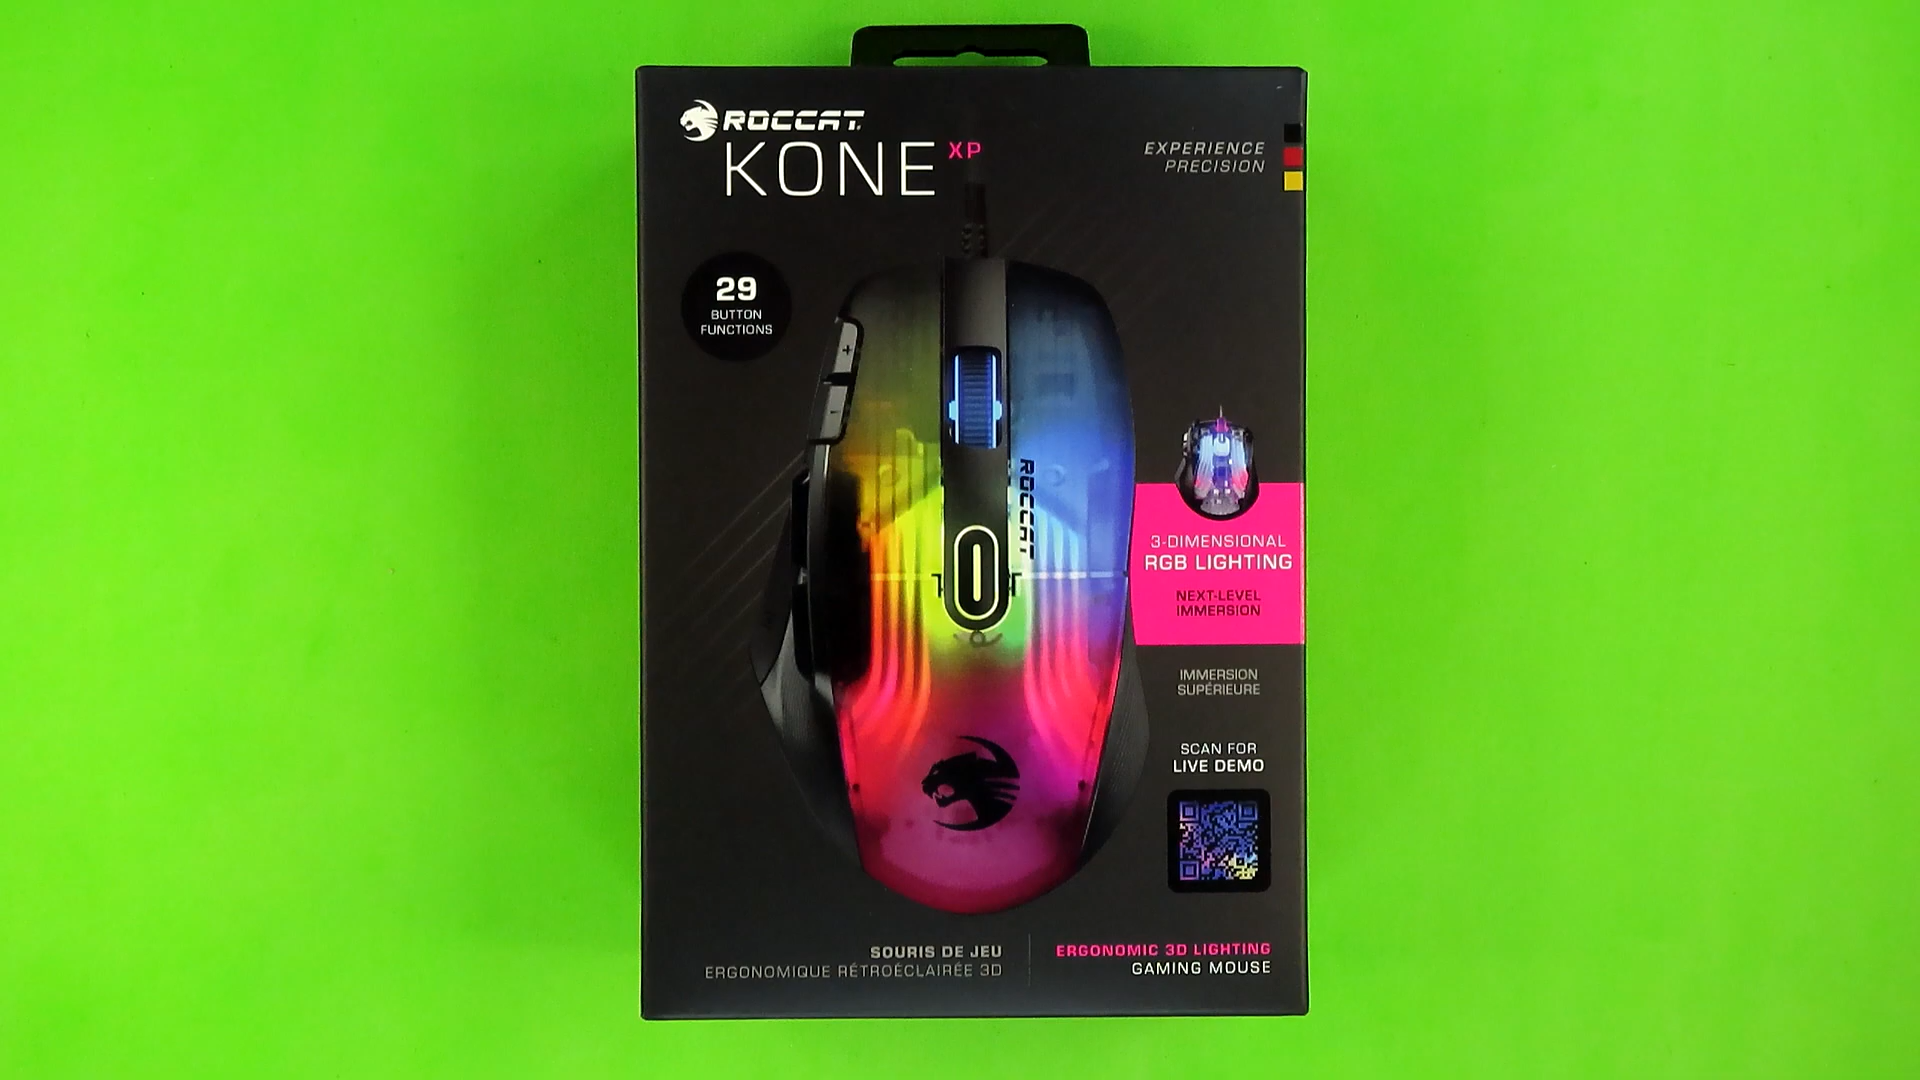 ROCCAT
KONE XP
EXPERIENCE
PRECISION
29
BUTTON
FUNCTIONS
+
-
ROCCAT
3-DIMENSIONAL
RGB LIGHTING
NEXT-LEVEL
IMMERSION
IMMERSION
SUPÉRIEURE
SCAN FOR
LIVE DEMO
SOURIS DE JEU
ERGONOMIQUE RÉTROÉCLAIRÉE 3D
ERGONOMIC 3D LIGHTING
GAMING MOUSE